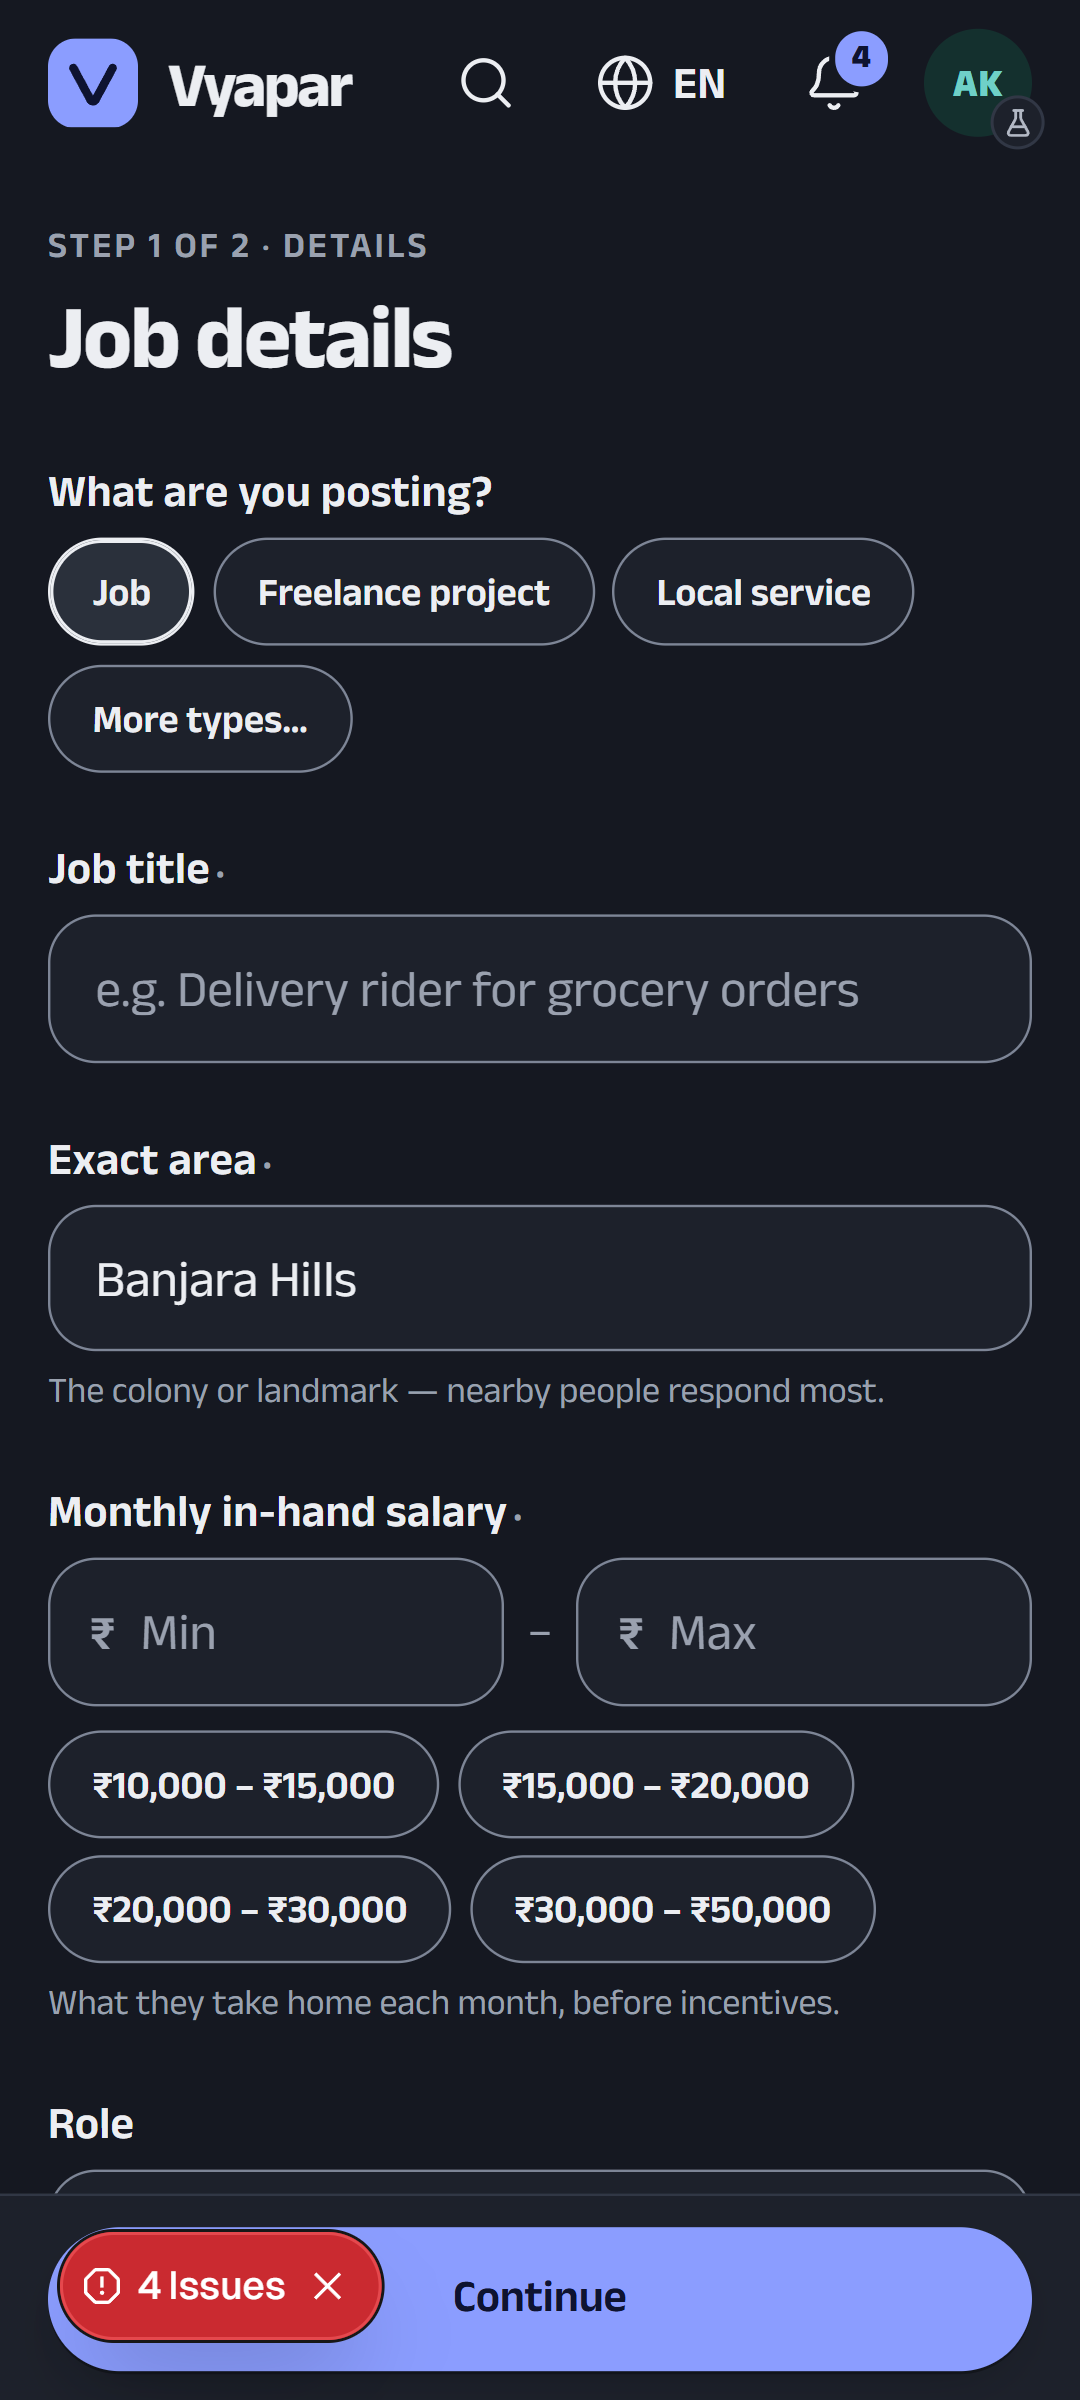 Vyapar
EN
4
AK
STEP 1 OF 2 · DETAILS
Job details
What are you posting?
Job
Freelance project
Local service
More types...
Job title ·
e.g. Delivery rider for grocery orders
Exact area ·
Banjara Hills
The colony or landmark — nearby people respond most.
Monthly in-hand salary ·
₹ Min – ₹ Max
₹10,000 – ₹15,000
₹15,000 – ₹20,000
₹20,000 – ₹30,000
₹30,000 – ₹50,000
What they take home each month, before incentives.
Role
4 Issues
Continue